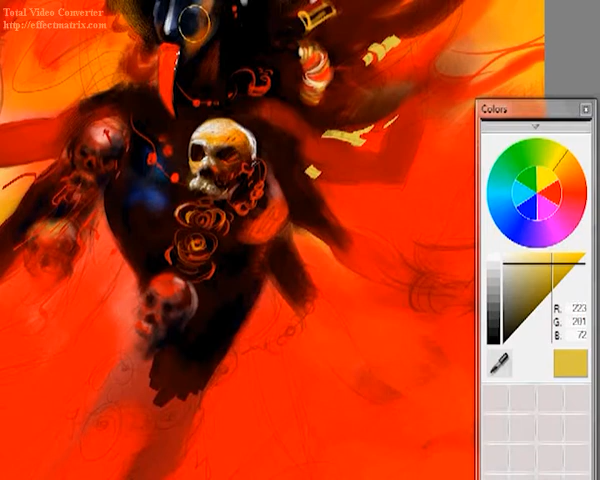 Total Video Converter
http://effectmatrix.com
Colors
R: 223
G: 201
B: 72